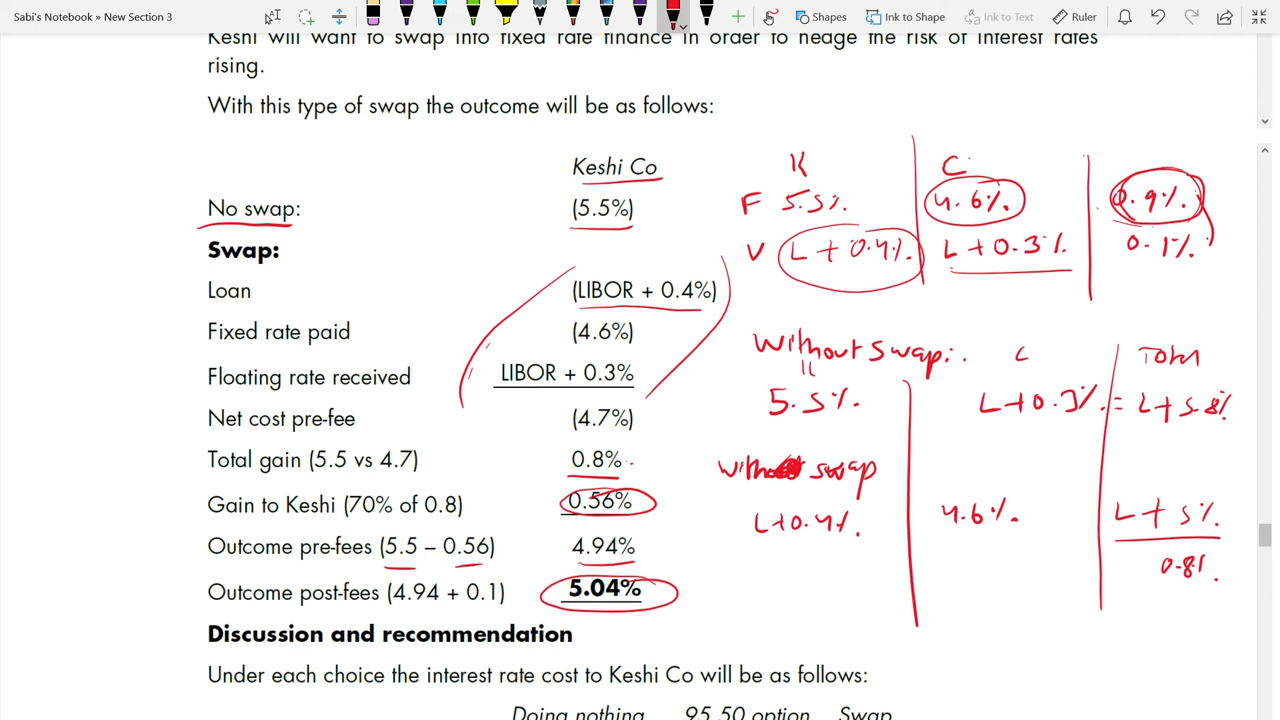 Sabi's Notebook » New Section 3
Shapes
Ink to Shape
Ink to Text
Ruler
Keshi will want to swap into fixed rate finance in order to hedge the risk of interest rates
rising.
With this type of swap the outcome will be as follows:
Keshi Co
No swap: (5.5%)
Swap:
Loan (LIBOR + 0.4%)
Fixed rate paid (4.6%)
Floating rate received LIBOR + 0.3%
Net cost pre-fee (4.7%)
Total gain (5.5 vs 4.7) 0.8%
Gain to Keshi (70% of 0.8) 0.56%
Outcome pre-fees (5.5 – 0.56) 4.94%
Outcome post-fees (4.94 + 0.1) 5.04%
Discussion and recommendation
Under each choice the interest rate cost to Keshi Co will be as follows:
Doing nothing 95.50 option Swap
K C
F 5.5% 4.6% 0.9%
V L + 0.4% L + 0.3% 0.1%
Without swap: C Total
5.5% L + 0.3% = L + 5.8%
With swap
L + 0.4% 4.6% L + 5%
0.8%